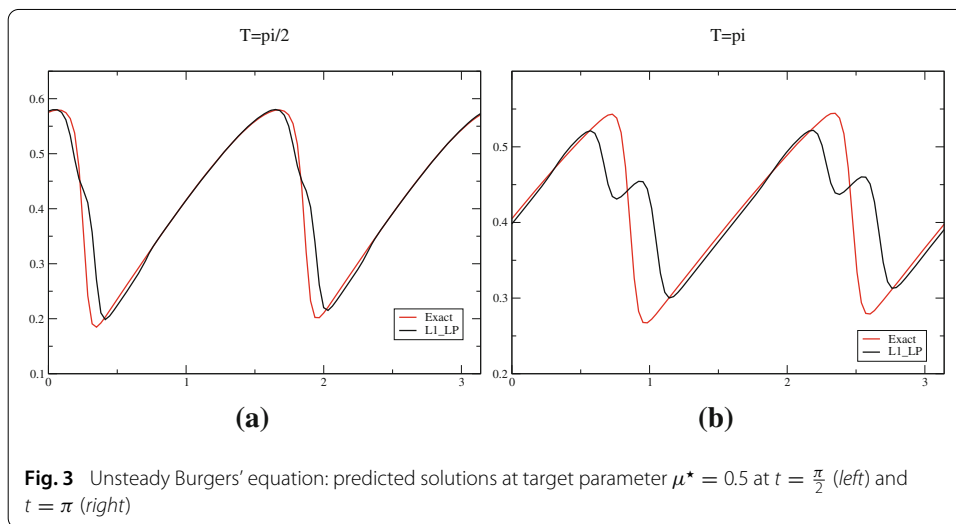 T=pi/2
0.6
0.5
0.4
0.3
0.2
0.1
0 1 2 3
Exact
L1_LP
(a)
T=pi
0.5
0.4
0.3
0.2
0 1 2 3
Exact
L1_LP
(b)
Fig. 3 Unsteady Burgers' equation: predicted solutions at target parameter μ* = 0.5 at t = π/2 (left) and
t = π (right)